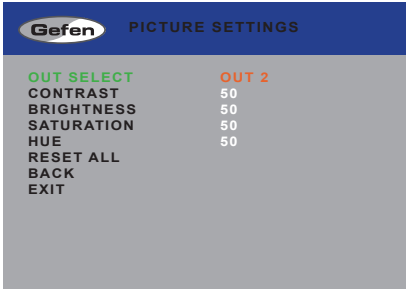 Gefen PICTURE SETTINGS
OUT SELECT OUT 2
CONTRAST 50
BRIGHTNESS 50
SATURATION 50
HUE 50
RESET ALL
BACK
EXIT